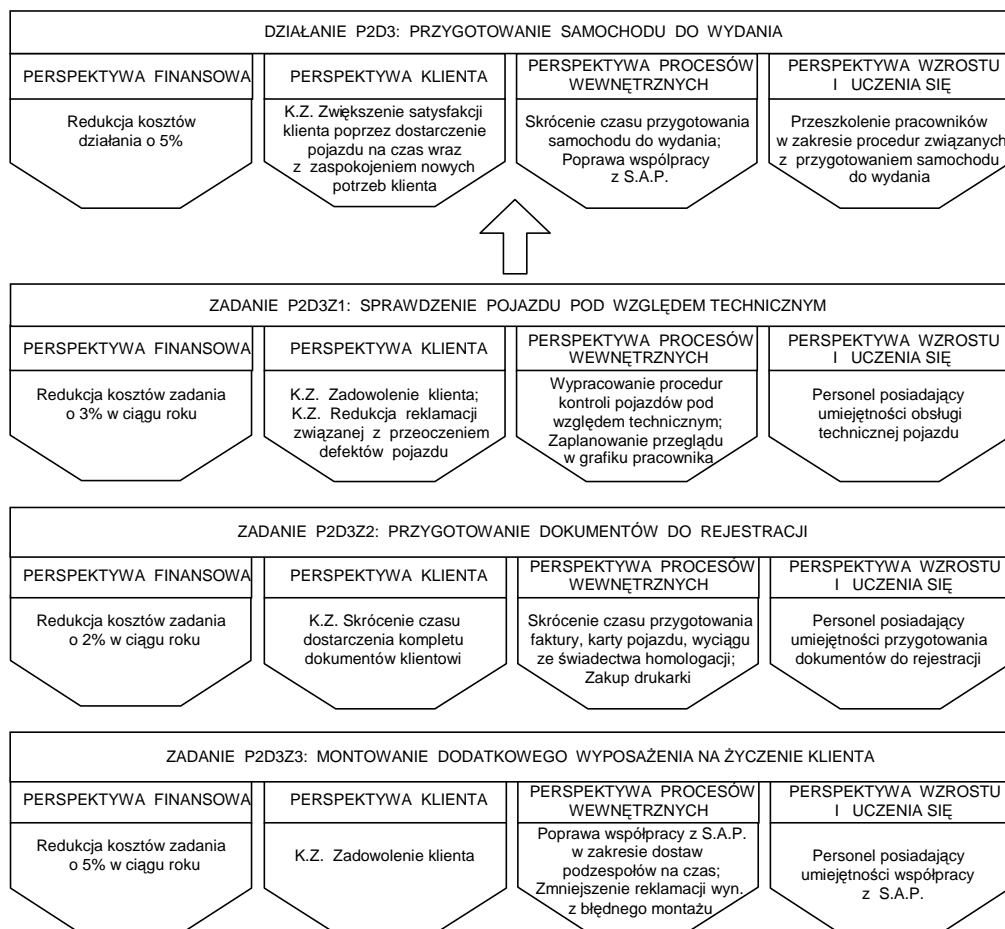 DZIAŁANIE P2D3: PRZYGOTOWANIE SAMOCHODU DO WYDANIA
PERSPEKTYWA FINANSOWA
Redukcja kosztów
działania o 5%
PERSPEKTYWA KLIENTA
K.Z. Zwiększenie satysfakcji
klienta poprzez dostarczenie
pojazdu na czas wraz
z zaspokojeniem nowych
potrzeb klienta
PERSPEKTYWA PROCESÓW
WEWNĘTRZNYCH
Skrócenie czasu przygotowania
samochodu do wydania;
Poprawa współpracy
z S.A.P.
PERSPEKTYWA WZROSTU
I UCZENIA SIĘ
Przeszkolenie pracowników
w zakresie procedur związanych
z przygotowaniem samochodu
do wydania
ZADANIE P2D3Z1: SPRAWDZENIE POJAZDU POD WZGLĘDEM TECHNICZNYM
PERSPEKTYWA FINANSOWA
Redukcja kosztów zadania
o 3% w ciągu roku
PERSPEKTYWA KLIENTA
K.Z. Zadowolenie klienta;
K.Z. Redukcja reklamacji
związanej z przeoczeniem
defektów pojazdu
PERSPEKTYWA PROCESÓW
WEWNĘTRZNYCH
Wypracowanie procedur
kontroli pojazdów pod
względem technicznym;
Zaplanowanie przeglądu
w grafiku pracownika
PERSPEKTYWA WZROSTU
I UCZENIA SIĘ
Personel posiadający
umiejętności obsługi
technicznej pojazdu
ZADANIE P2D3Z2: PRZYGOTOWANIE DOKUMENTÓW DO REJESTRACJI
PERSPEKTYWA FINANSOWA
Redukcja kosztów zadania
o 2% w ciągu roku
PERSPEKTYWA KLIENTA
K.Z. Skrócenie czasu
dostarczenia kompletu
dokumentów klientowi
PERSPEKTYWA PROCESÓW
WEWNĘTRZNYCH
Skrócenie czasu przygotowania
faktury, karty pojazdu, wyciągu
ze świadectwa homologacji;
Zakup drukarki
PERSPEKTYWA WZROSTU
I UCZENIA SIĘ
Personel posiadający
umiejętności przygotowania
dokumentów do rejestracji
ZADANIE P2D3Z3: MONTOWANIE DODATKOWEGO WYPOSAŻENIA NA ŻYCZENIE KLIENTA
PERSPEKTYWA FINANSOWA
Redukcja kosztów zadania
o 5% w ciągu roku
PERSPEKTYWA KLIENTA
K.Z. Zadowolenie klienta
PERSPEKTYWA PROCESÓW
WEWNĘTRZNYCH
Poprawa współpracy z S.A.P.
w zakresie dostaw
podzespołów na czas;
Zmniejszenie reklamacji wyn.
z błędnego montażu
PERSPEKTYWA WZROSTU
I UCZENIA SIĘ
Personel posiadający
umiejętności współpracy
z S.A.P.